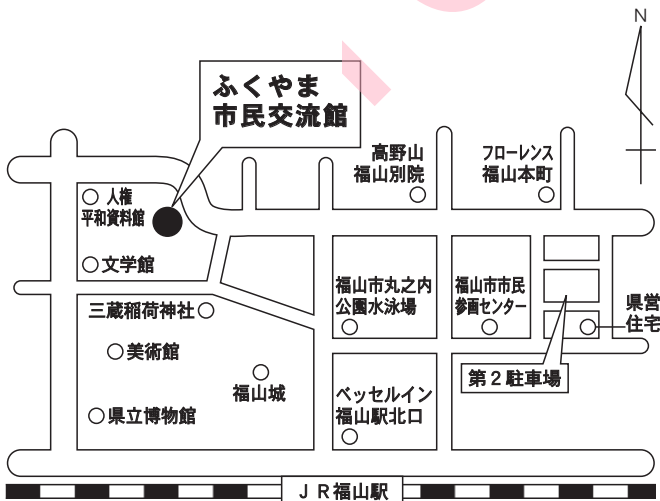 N
ふくやま
市民交流館
高野山
福山別院
フローレンス
福山本町
人権
平和資料館
文学館
福山市丸之内
公園水泳場
福山市市民
参画センター
県営
住宅
三蔵稲荷神社
美術館
第2駐車場
福山城
ベッセルイン
福山駅北口
県立博物館
JR福山駅